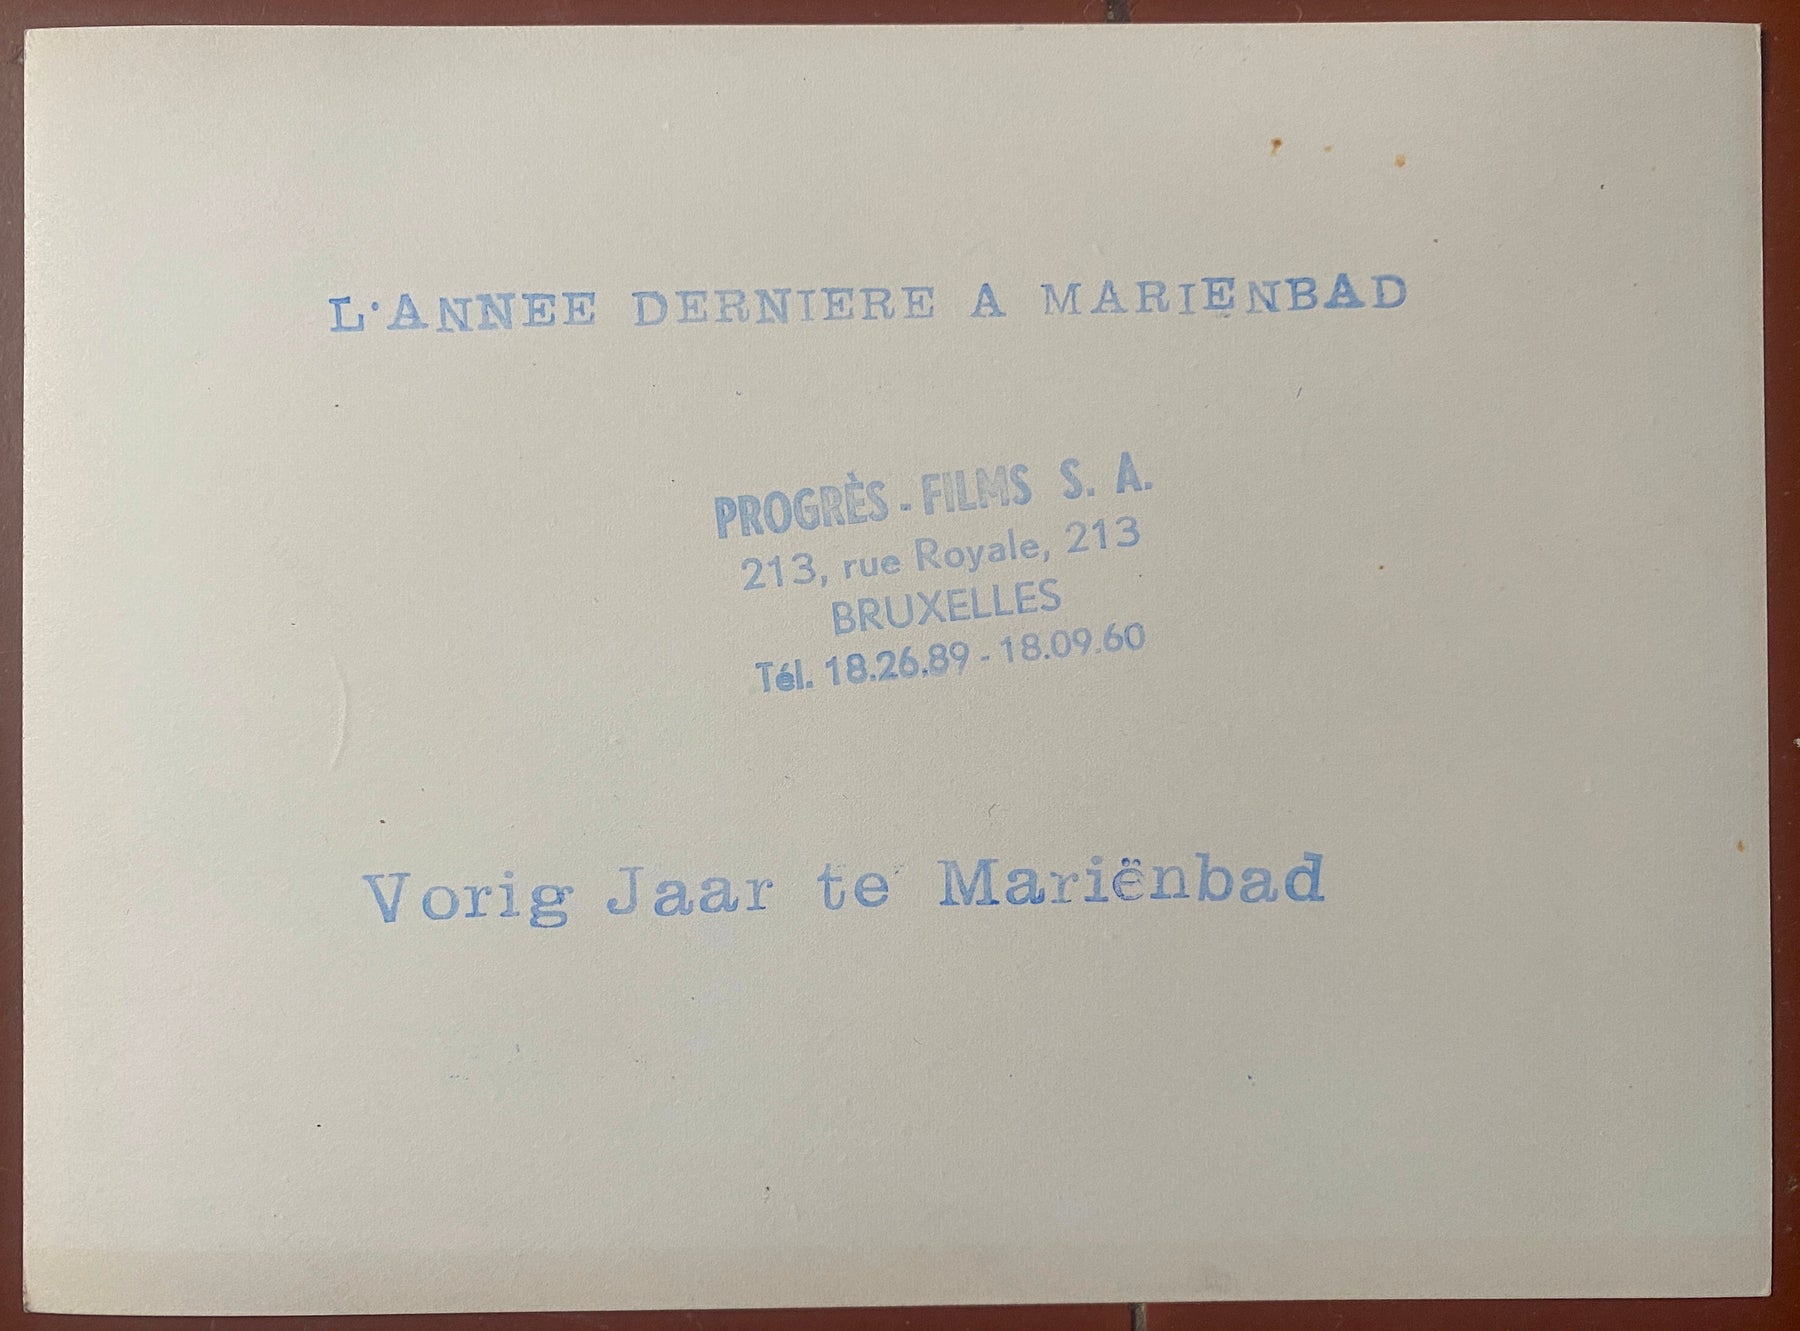 L'ANNEE DERNIERE A MARIENBAD
PROGRÈS - FILMS S. A.
213, rue Royale, 213
BRUXELLES
Tél. 18.26.89 - 18.09.60
Vorig Jaar te Mariënbad